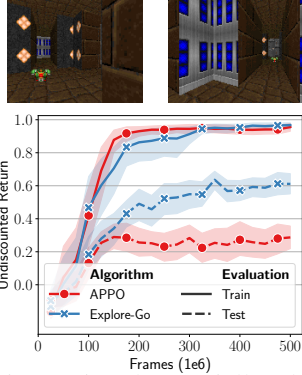 1.0
0.8
0.6
0.4
0.2
0.0
Undiscounted Return
Algorithm
APPO
Explore-Go
Evaluation
Train
Test
0
100
200
300
400
500
Frames (1e6)